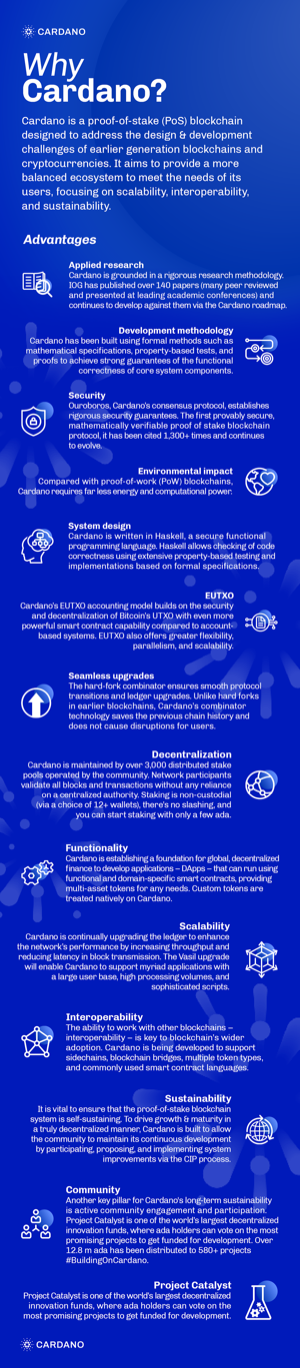 CARDANO
Why
Cardano?
Cardano is a proof-of-stake (PoS) blockchain
designed to address the design & development
challenges of earlier generation blockchains and
cryptocurrencies. It aims to provide a more
balanced ecosystem to meet the needs of its
users, focusing on scalability, interoperability,
and sustainability.
Advantages
Applied research
Cardano is grounded in a rigorous research methodology.
IOG has published over 140 papers (many peer reviewed
and presented at leading academic conferences) and
continues to develop against them via the Cardano roadmap.
Development methodology
Cardano has been built using formal methods such as
mathematical specifications, property-based tests, and
proofs to achieve strong guarantees of the functional
correctness of core system components.
Security
Ouroboros, Cardano's consensus protocol, establishes
rigorous security guarantees. The first provably secure,
mathematically verifiable proof of stake blockchain
protocol, it has been cited 1,300+ times and continues
to evolve.
Environmental impact
Compared with proof-of-work (PoW) blockchains,
Cardano requires far less energy and computational power.
System design
Cardano is written in Haskell, a secure functional
programming language. Haskell allows checking of code
correctness using extensive property-based testing and
implementations based on formal specifications.
EUTXO
Cardano's EUTXO accounting model builds on the security
and decentralization of Bitcoin's UTXO with even more
powerful smart contract capability compared to account-
based systems. EUTXO also offers greater flexibility,
parallelism, and scalability.
Seamless upgrades
The hard-fork combinator ensures smooth protocol
transitions and ledger upgrades. Unlike hard forks
in earlier blockchains, Cardano's combinator
technology saves the previous chain history and
does not cause disruptions for users.
Decentralization
Cardano is maintained by over 3,000 distributed stake
pools operated by the community. Network participants
validate all blocks and transactions without any reliance
on a centralized authority. Staking is non-custodial
(via a choice of 12+ wallets), there's no slashing, and
you can start staking with only a few ada.
Functionality
Cardano is establishing a foundation for global, decentralized
finance to develop applications – DApps – that can run using
functional and domain-specific smart contracts, providing
multi-asset tokens for any needs. Custom tokens are
treated natively on Cardano.
Scalability
Cardano is continually upgrading the ledger to enhance
the network's performance by increasing throughput and
reducing latency in block transmission. The Vasil upgrade
will enable Cardano to support myriad applications with
a large user base, high processing volumes, and
sophisticated scripts.
Interoperability
The ability to work with other blockchains –
interoperability – is key to blockchain's wider
adoption. Cardano is being developed to support
sidechains, blockchain bridges, multiple token types,
and commonly used smart contract languages.
Sustainability
It is vital to ensure that the proof-of-stake blockchain
system is self-sustaining. To drive growth & maturity in
a truly decentralized manner, Cardano is built to allow
the community to maintain its continuous development
by participating, proposing, and implementing system
improvements via the CIP process.
Community
Another key pillar for Cardano's long-term sustainability
is active community engagement and participation.
Project Catalyst is one of the world's largest decentralized
innovation funds, where ada holders can vote on the
promising projects to get funded for development. Over
12.8 m ada has been distributed to 580+ projects
#BuildingOnCardano.
Project Catalyst
Project Catalyst is one of the world's largest decentralized
innovation funds, where ada holders can vote on the
most promising projects to get funded for development.
CARDANO